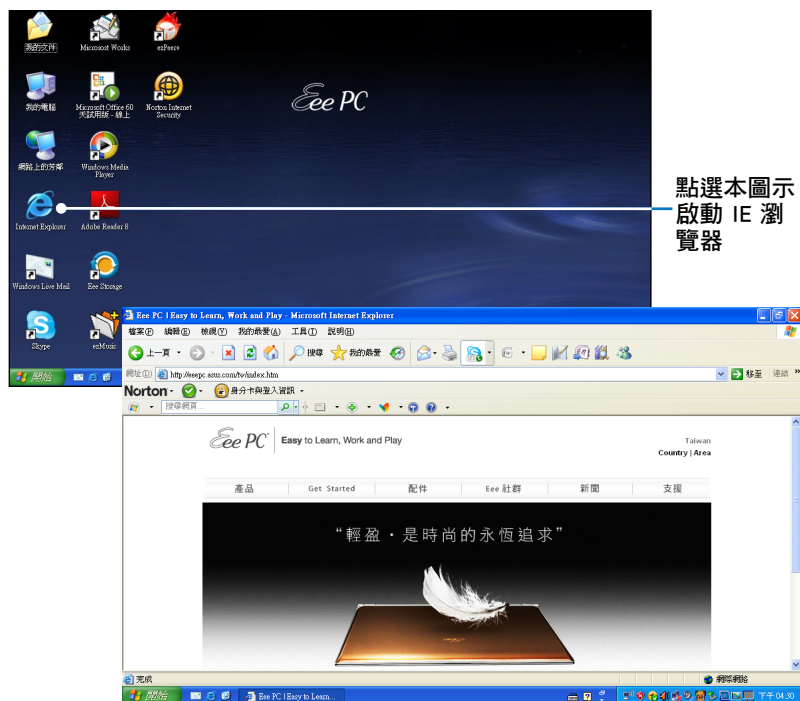 我的文件
Microsost Works
ezPeer+
我的電腦
Microsoft Office 60
天試用版 - 線上
Norton Internet
Security
Eee PC
網路上的芳鄰
Windows Media
Player
Internet Explorer
Adobe Reader 8
點選本圖示
啟動 IE 瀏
覽器
Windows Live Mail
Eee Storage
Skype
ezMusic
開始
Eee PC | Easy to Learn, Work and Play - Microsoft Internet Explorer
檔案(F) 編輯(E) 檢視(V) 我的最愛(A) 工具(T) 說明(H)
上一頁 搜尋 我的最愛
網址(D) http://eeepc.asus.com/tw/index.htm 移至 連結 »
Norton 身分卡與登入資訊
搜尋網頁...
Eee PC Easy to Learn, Work and Play
Taiwan
Country | Area
產品 Get Started 配件 Eee 社群 新聞 支援
“輕盈・是時尚的永恆追求”
完成 網際網路
開始 Eee PC | Easy to Learn... 下午 04:30